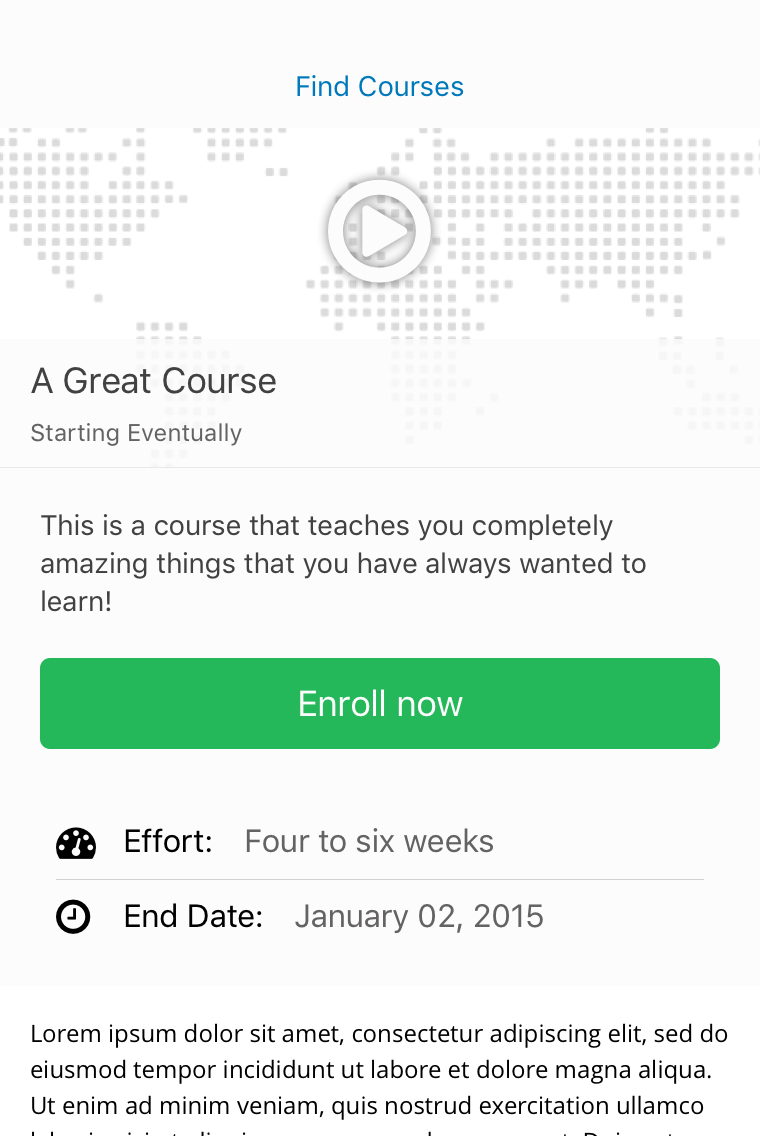 Find Courses
A Great Course
Starting Eventually
This is a course that teaches you completely
amazing things that you have always wanted to
learn!
Enroll now
Effort: Four to six weeks
End Date: January 02, 2015
Lorem ipsum dolor sit amet, consectetur adipiscing elit, sed do
eiusmod tempor incididunt ut labore et dolore magna aliqua.
Ut enim ad minim veniam, quis nostrud exercitation ullamco